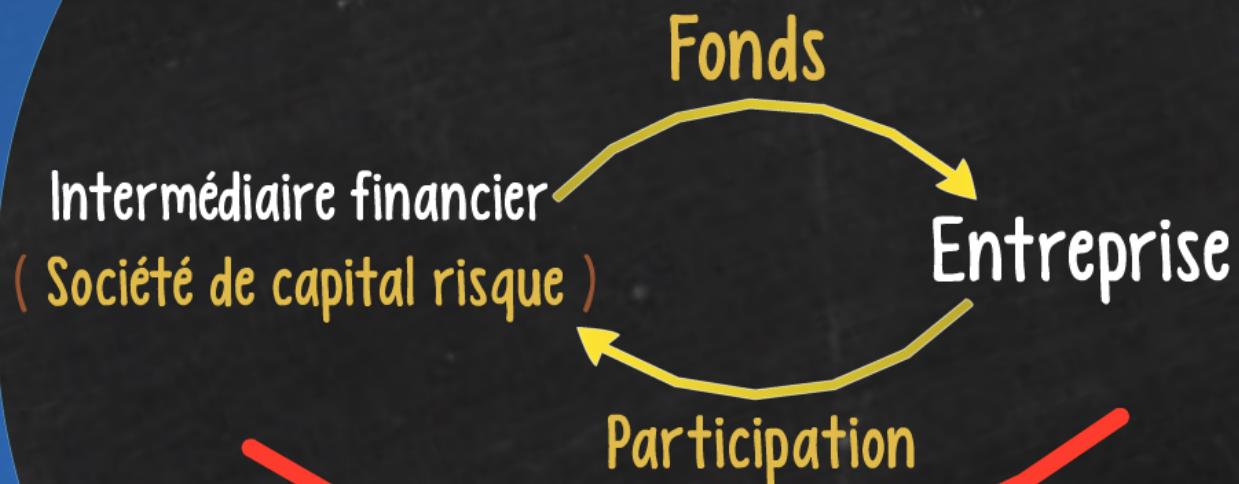 Fonds
Intermédiaire financier
( Société de capital risque )
Entreprise
Participation